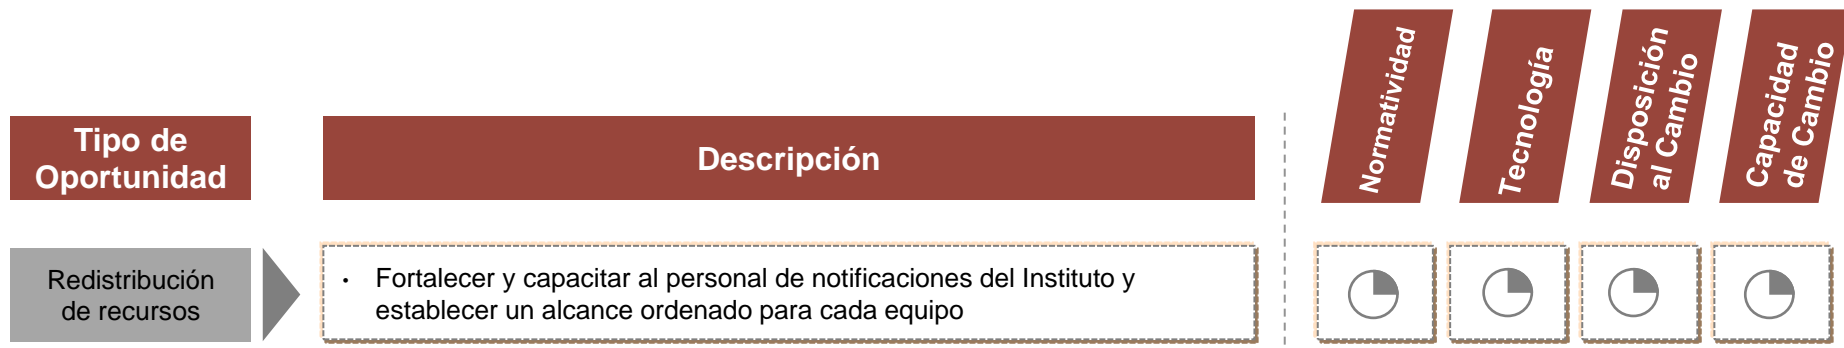 Tipo de
Oportunidad
Descripción
Normatividad
Tecnología
Disposición
al Cambio
Capacidad
de Cambio
Redistribución
de recursos
• Fortalecer y capacitar al personal de notificaciones del Instituto y
establecer un alcance ordenado para cada equipo